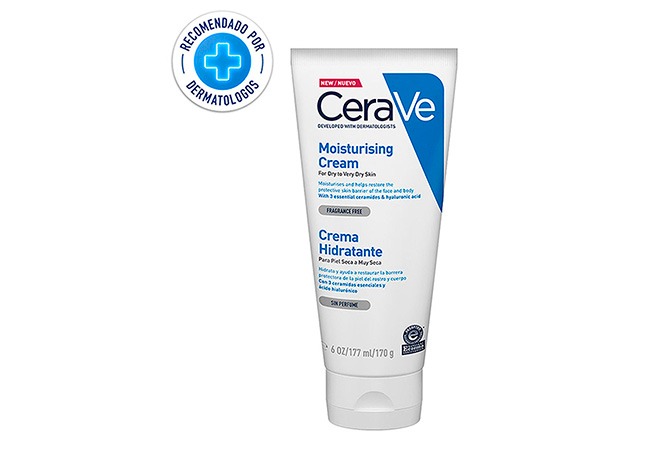 RECOMENDADO POR
DERMATOLOGOS
NEW / NUEVO
CeraVe
DEVELOPED WITH DERMATOLOGISTS
Moisturising
Cream
For Dry to Very Dry Skin
Moisturises and helps restore the
protective skin barrier of the face and body
With 3 essential ceramides & hyaluronic acid
FRAGRANCE FREE
Crema
Hidratante
Para Piel Seca a Muy Seca
Hidrata y ayuda a restaurar la barrera
protectora de la piel del rostro y cuerpo
Con 3 ceramidas esenciales y
ácido hialurónico
SIN PERFUME
6 OZ/177 ml/170 g